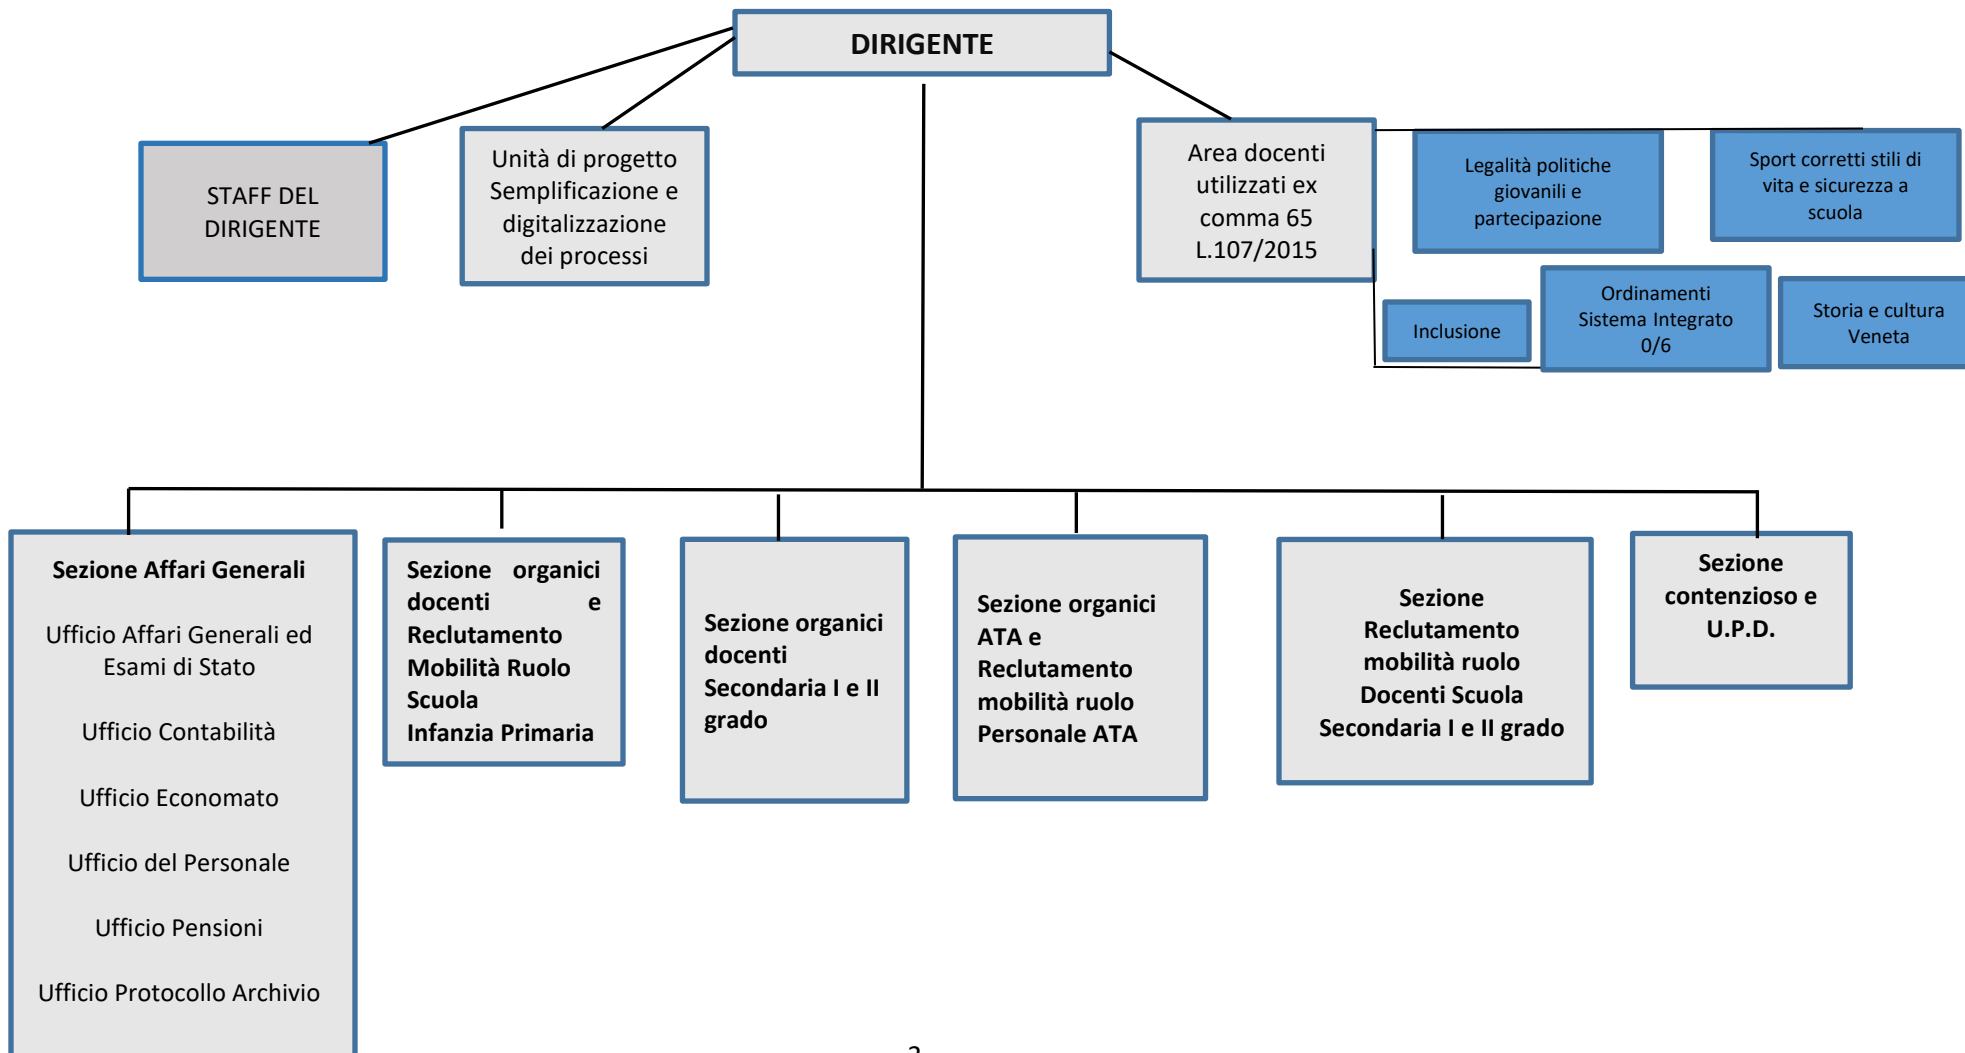 DIRIGENTE
STAFF DEL
DIRIGENTE
Unità di progetto
Semplificazione e
digitalizzazione
dei processi
Area docenti
utilizzati ex
comma 65
L.107/2015
Legalità politiche
giovanili e
partecipazione
Sport corretti stili di
vita e sicurezza a
scuola
Inclusione
Ordinamenti
Sistema Integrato
0/6
Storia e cultura
Veneta
Sezione Affari Generali
Ufficio Affari Generali ed
Esami di Stato
Ufficio Contabilità
Ufficio Economato
Ufficio del Personale
Ufficio Pensioni
Ufficio Protocollo Archivio
Sezione organici
docenti e
Reclutamento
Mobilità Ruolo
Scuola
Infanzia Primaria
Sezione organici
docenti
Secondaria I e II
grado
Sezione organici
ATA e
Reclutamento
mobilità ruolo
Personale ATA
Sezione
Reclutamento
mobilità ruolo
Docenti Scuola
Secondaria I e II grado
Sezione
contenzioso e
U.P.D.